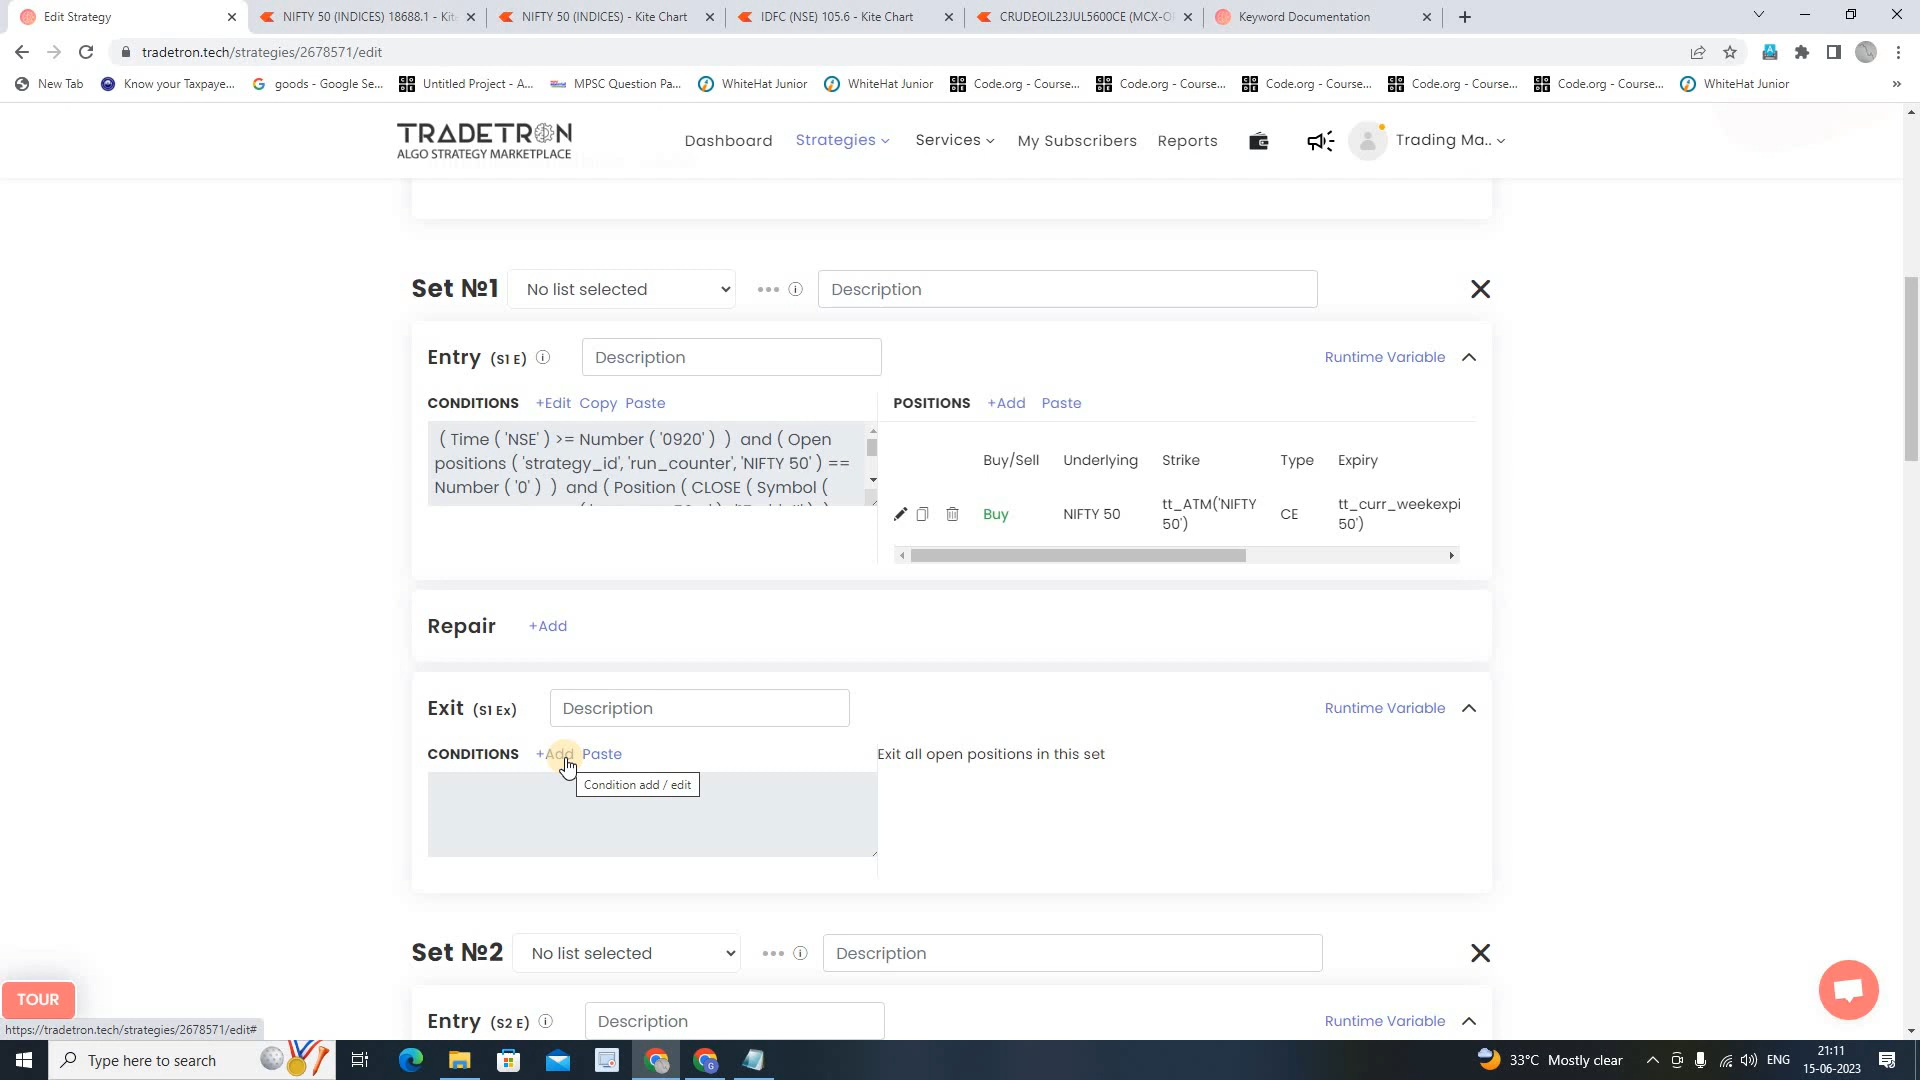 Edit Strategy
NIFTY 50 (INDICES) 18688.1 - Kit
NIFTY 50 (INDICES) - Kite Chart
IDFC (NSE) 105.6 - Kite Chart
CRUDEOIL23JUL5600CE (MCX-O
Keyword Documentation
tradetron.tech/strategies/2678571/edit
New Tab
Know your Taxpaye...
goods - Google Se...
Untitled Project - A...
MPSC Question Pa...
WhiteHat Junior
WhiteHat Junior
Code.org - Course...
Code.org - Course...
Code.org - Course...
Code.org - Course...
Code.org - Course...
WhiteHat Junior
»
TRADETRON
ALGO STRATEGY MARKETPLACE
Dashboard
Strategies
Services
My Subscribers
Reports
Trading Ma..
Set №1
No list selected
Description
Entry (S1 E)
Description
Runtime Variable
CONDITIONS +Edit Copy Paste
POSITIONS +Add Paste
( Time ( 'NSE' ) >= Number ( '0920' ) ) and ( Open
positions ( 'strategy_id', 'run_counter', 'NIFTY 50' ) ==
Number ( '0' ) ) and ( Position ( CLOSE ( Symbol (
Buy/Sell Underlying Strike Type Expiry
Buy NIFTY 50 tt_ATM('NIFTY 50') CE tt_curr_weekexpi 50')
Repair +Add
Exit (S1 Ex)
Description
Runtime Variable
CONDITIONS +Add Paste
Exit all open positions in this set
Condition add / edit
Set №2
No list selected
Description
Entry (S2 E)
Description
Runtime Variable
TOUR
https://tradetron.tech/strategies/2678571/edit#
Type here to search
33°C Mostly clear
ENG
21:11
15-06-2023